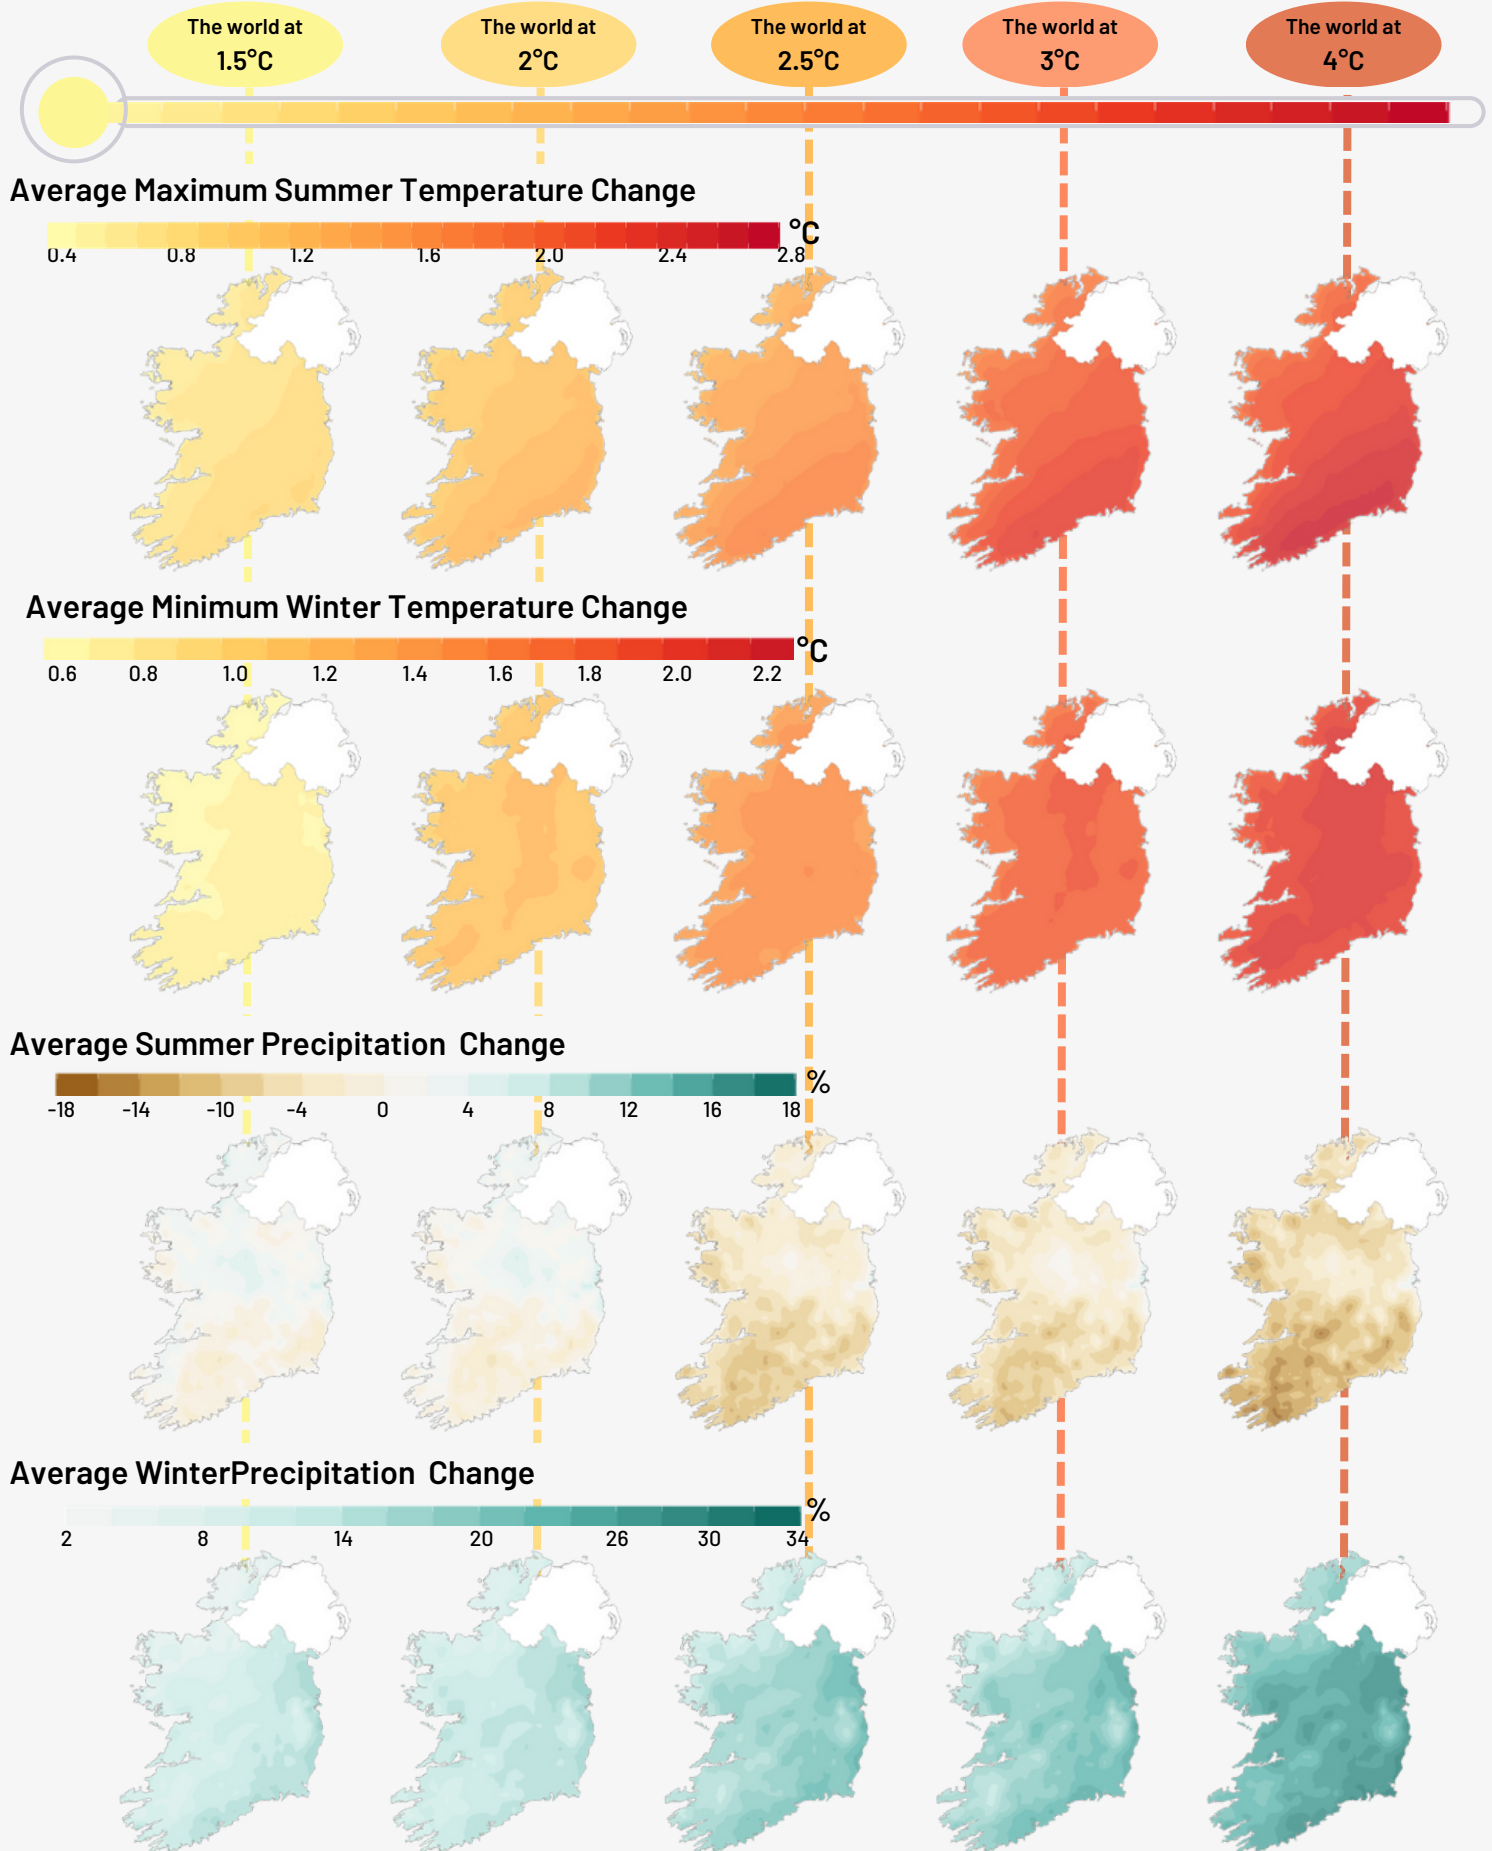 The world at
1.5°C
The world at
2°C
The world at
2.5°C
The world at
3°C
The world at
4°C
Average Maximum Summer Temperature Change
°C
0.4 0.8 1.2 1.6 2.0 2.4 2.8
Average Minimum Winter Temperature Change
°C
0.6 0.8 1.0 1.2 1.4 1.6 1.8 2.0 2.2
Average Summer Precipitation Change
%
-18 -14 -10 -4 0 4 8 12 16 18
Average WinterPrecipitation Change
%
2 8 14 20 26 30 34